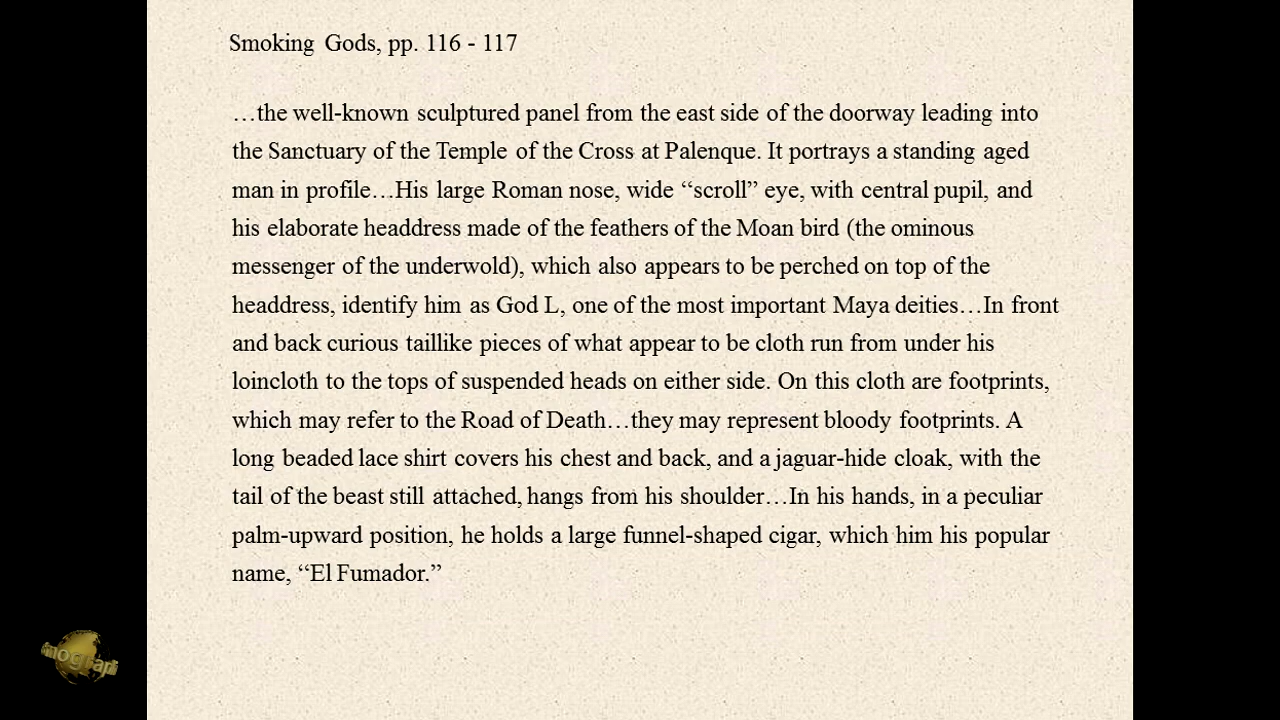 Smoking Gods, pp. 116 - 117
…the well-known sculptured panel from the east side of the doorway leading into
the Sanctuary of the Temple of the Cross at Palenque. It portrays a standing aged
man in profile…His large Roman nose, wide “scroll” eye, with central pupil, and
his elaborate headdress made of the feathers of the Moan bird (the ominous
messenger of the underwold), which also appears to be perched on top of the
headdress, identify him as God L, one of the most important Maya deities…In front
and back curious taillike pieces of what appear to be cloth run from under his
loincloth to the tops of suspended heads on either side. On this cloth are footprints,
which may refer to the Road of Death…they may represent bloody footprints. A
long beaded lace shirt covers his chest and back, and a jaguar-hide cloak, with the
tail of the beast still attached, hangs from his shoulder…In his hands, in a peculiar
palm-upward position, he holds a large funnel-shaped cigar, which him his popular
name, “El Fumador.”